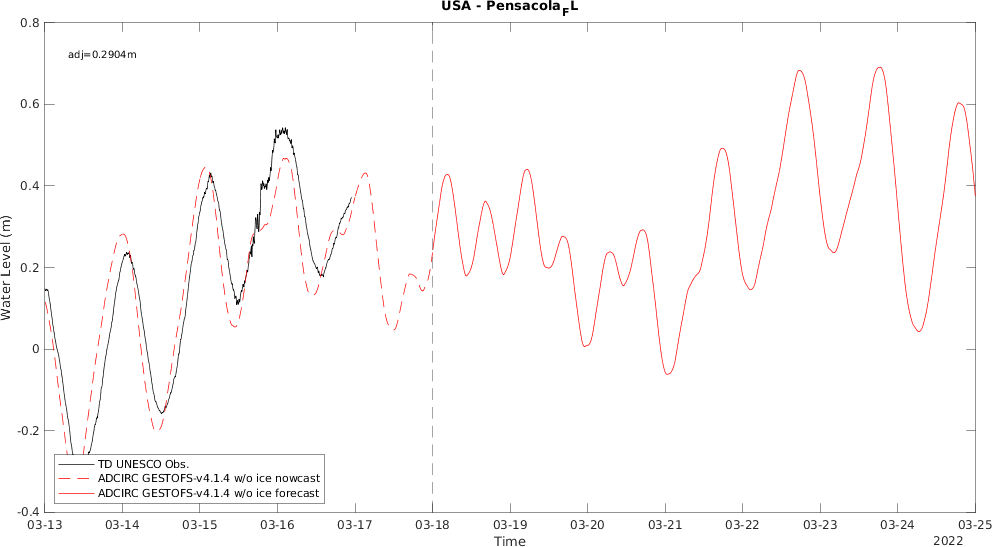 USA - Pensacola_FL
adj=0.2904m
0.8
0.6
0.4
0.2
0
-0.2
-0.4
Water Level (m)
TD UNESCO Obs.
ADCIRC GESTOFS-v4.1.4 w/o ice nowcast
ADCIRC GESTOFS-v4.1.4 w/o ice forecast
03-13 03-14 03-15 03-16 03-17 03-18 03-19 03-20 03-21 03-22 03-23 03-24 03-25
Time
2022